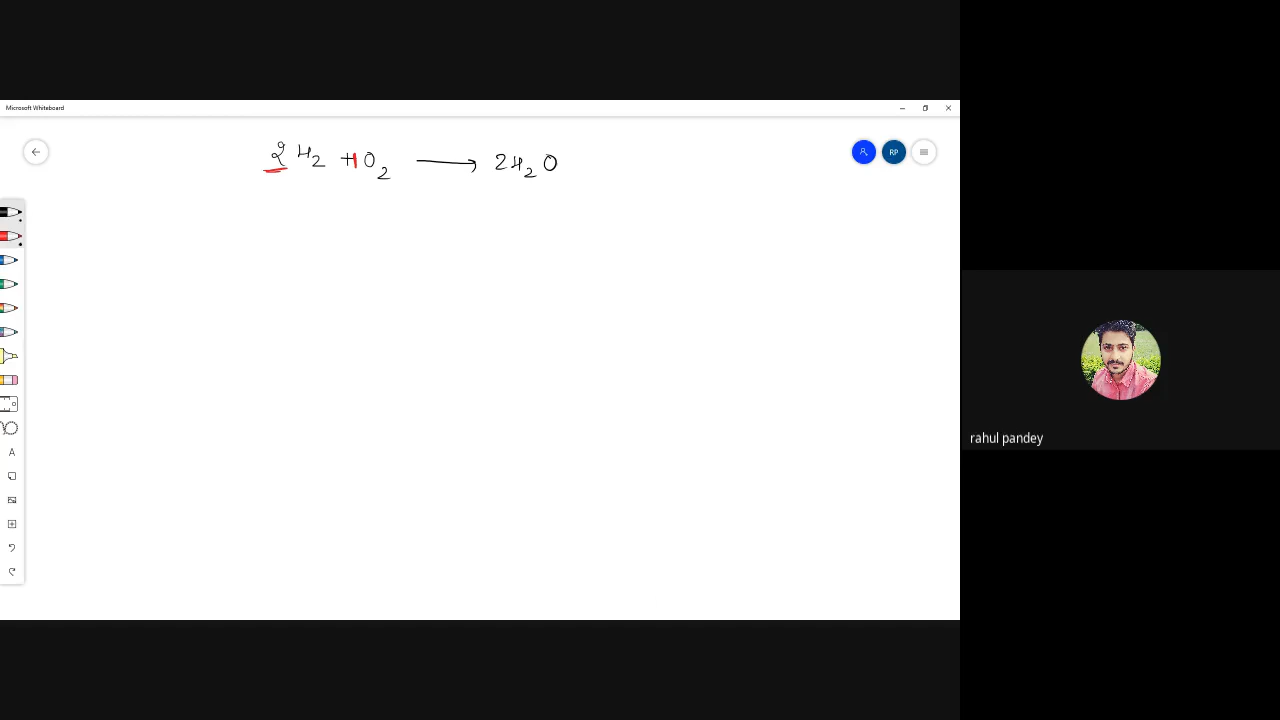 Microsoft Whiteboard
2H₂ + 1O₂ ⟶ 2H₂O
RP
A
rahul pandey